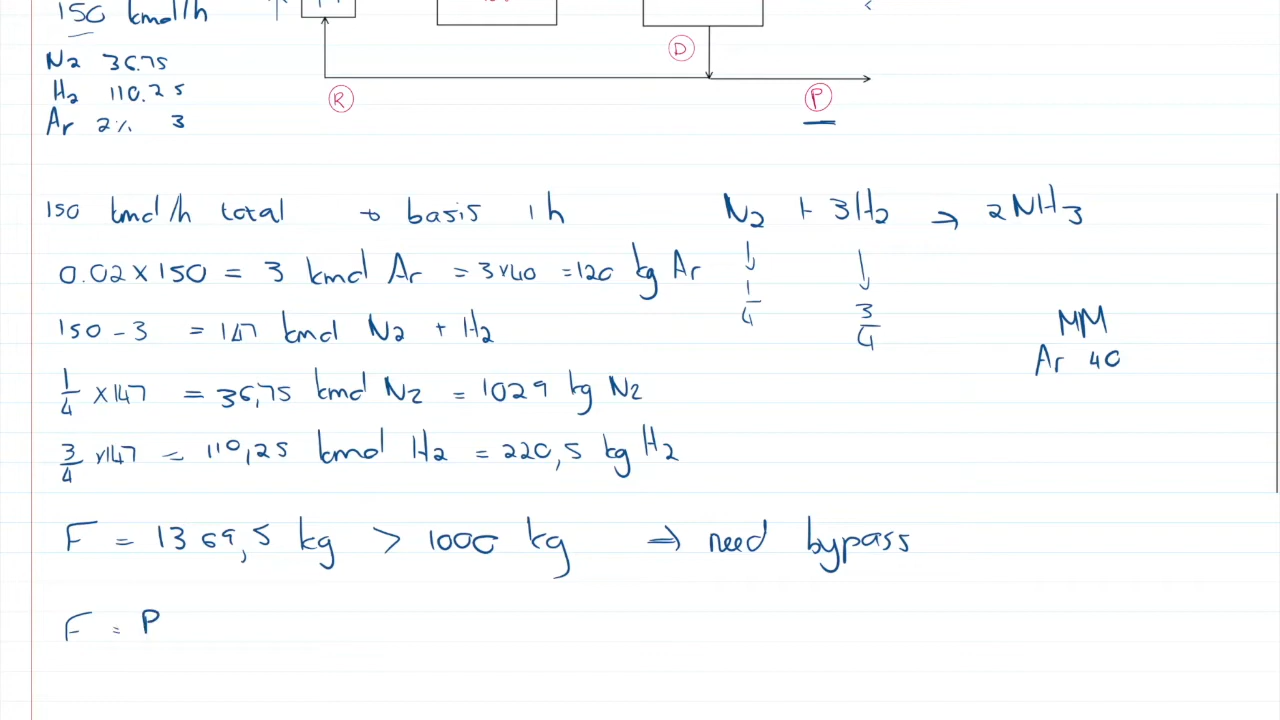 150 kmol/h
N2 36.75
H2 110.25
Ar 2% 3
D
R
P
150 kmol/h total → basis 1h
N2 + 3H2 → 2NH3
↓ ↓
1/4 3/4
0.02 × 150 = 3 kmol Ar = 3×40 = 120 kg Ar
150 - 3 = 147 kmol N2 + H2
MM
Ar 40
1/4 × 147 = 36,75 kmol N2 = 1029 kg N2
3/4 × 147 = 110,25 kmol H2 = 220,5 kg H2
F = 1369,5 kg > 1000 kg → need bypass
F = P